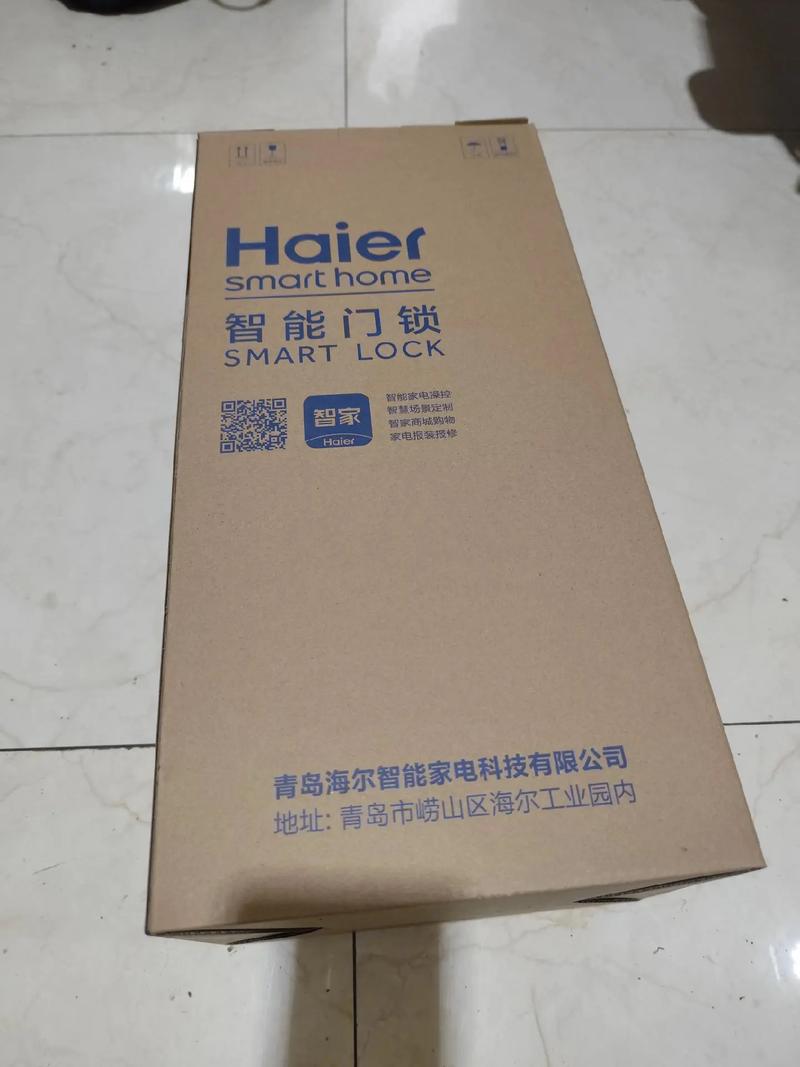 Haier
smart home
智能门锁
SMART LOCK
智家
Haier
智能家电操控
智慧场景定制
智家商城购物
家电报装报修
青岛海尔智能家电科技有限公司
地址: 青岛市崂山区海尔工业园内